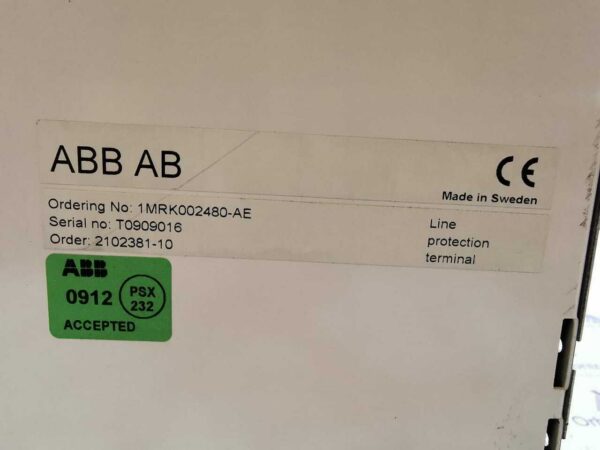 ABB AB
CE
Made in Sweden
Ordering No: 1MRK002480-AE
Serial no: T0909016
Order: 2102381-10
Line
protection
terminal
ABB
0912
PSX
232
ACCEPTED